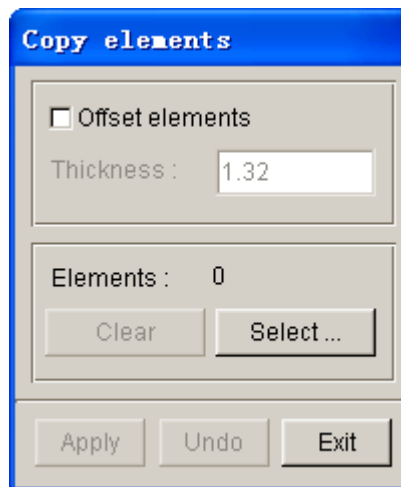 Copy elements
Offset elements
Thickness : 1.32
Elements : 0
Clear Select ...
Apply Undo Exit